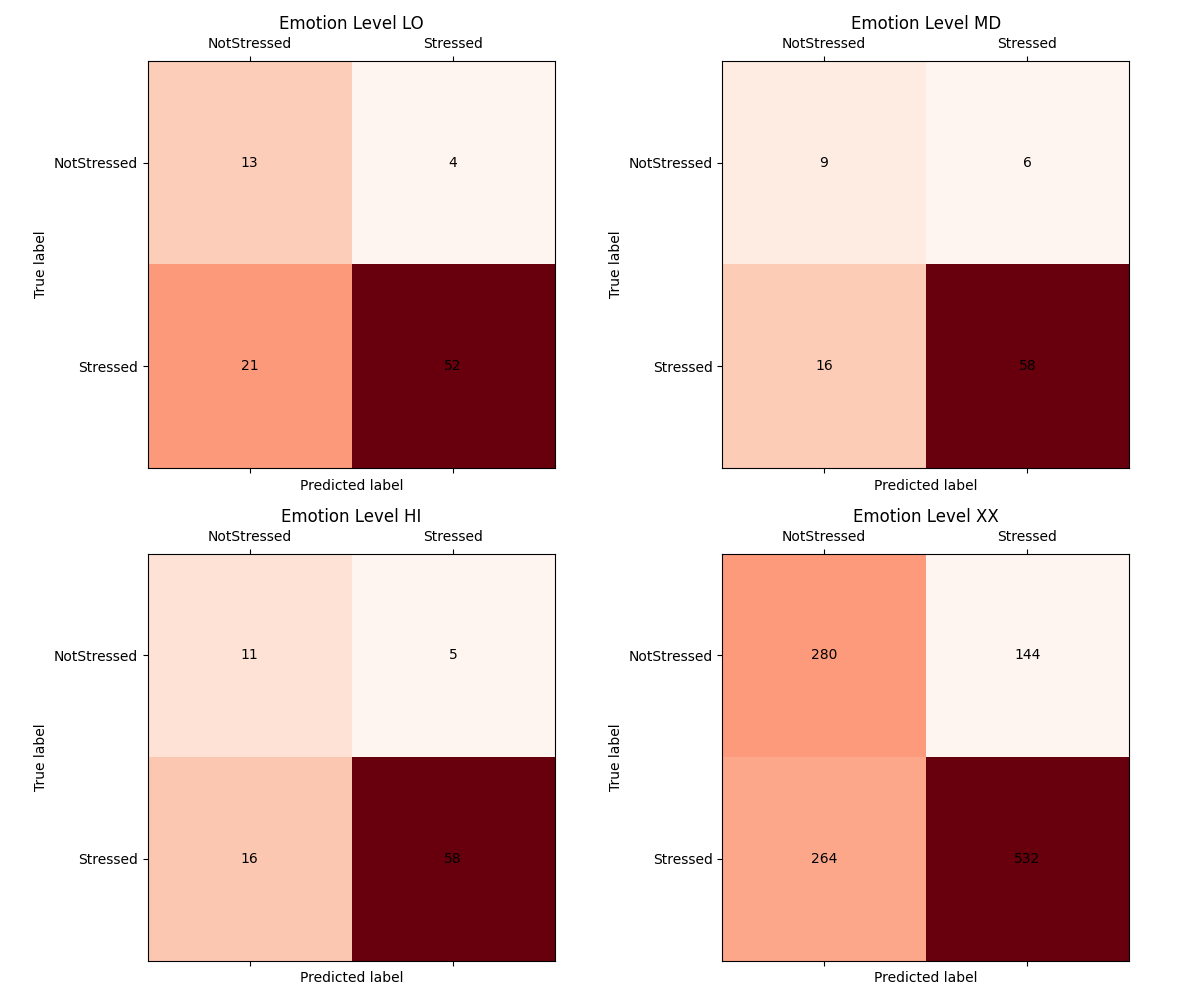 Emotion Level LO
NotStressed Stressed
NotStressed 13 4
True label
Stressed 21 52
Predicted label
Emotion Level MD
NotStressed Stressed
NotStressed 9 6
True label
Stressed 16 58
Predicted label
Emotion Level HI
NotStressed Stressed
NotStressed 11 5
True label
Stressed 16 58
Predicted label
Emotion Level XX
NotStressed Stressed
NotStressed 280 144
True label
Stressed 264 532
Predicted label